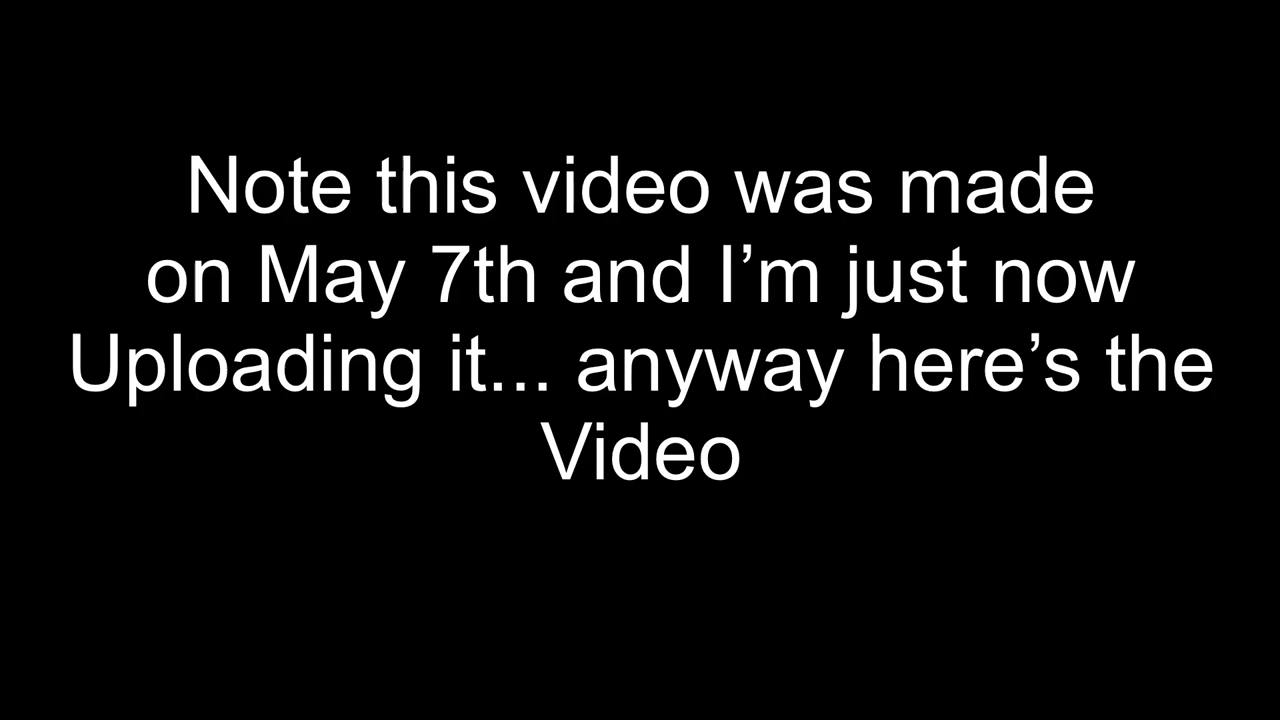 Note this video was made
on May 7th and I’m just now
Uploading it... anyway here’s the
Video